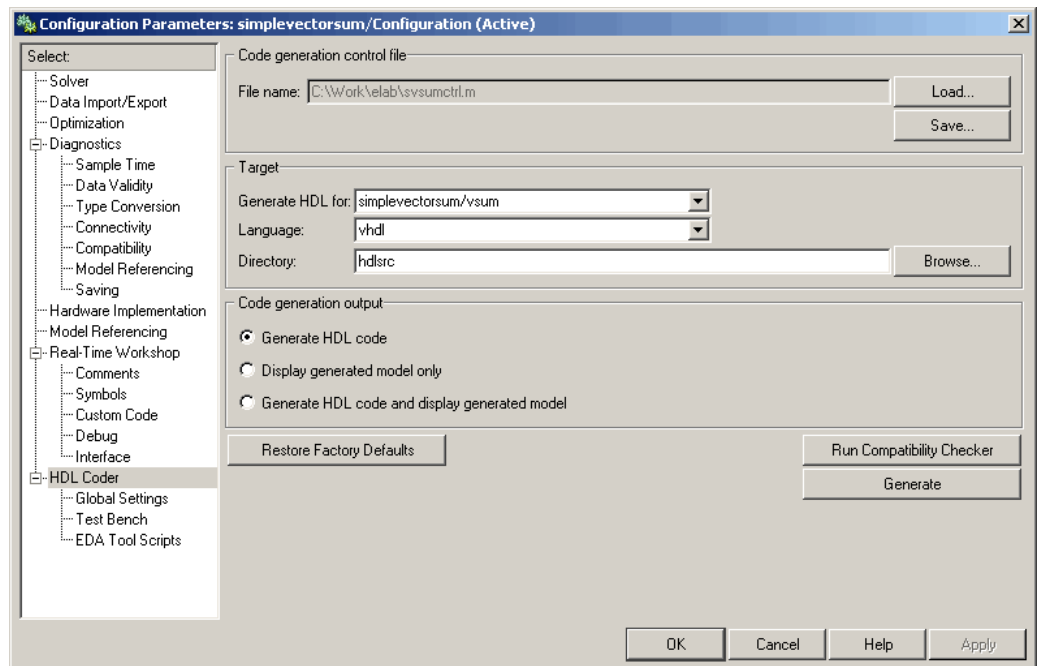 Configuration Parameters: simplevectorsum/Configuration (Active)
Select:
Solver
Data Import/Export
Optimization
Diagnostics
Sample Time
Data Validity
Type Conversion
Connectivity
Compatibility
Model Referencing
Saving
Hardware Implementation
Model Referencing
Real-Time Workshop
Comments
Symbols
Custom Code
Debug
Interface
HDL Coder
Global Settings
Test Bench
EDA Tool Scripts
Code generation control file
File name: C:\Work\elab\svsumctrl.m
Load...
Save...
Target
Generate HDL for: simplevectorsum/vsum
Language: vhdl
Directory: hdlsrc
Browse...
Code generation output
Generate HDL code
Display generated model only
Generate HDL code and display generated model
Restore Factory Defaults
Run Compatibility Checker
Generate
OK
Cancel
Help
Apply